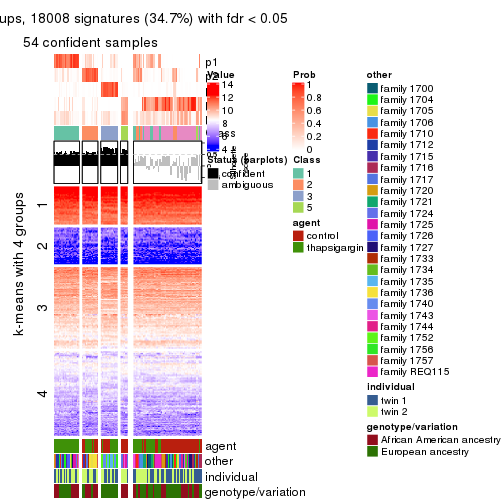 ups, 18008 signatures (34.7%) with fdr < 0.05
54 confident samples
p1
p2
Value
14
12
10
8
6
4
Status (barplots)
confident
ambiguous
Prob
1
0.8
0.6
0.4
0.2
0
Class
1
2
3
5
agent
control
thapsigargin
other
family 1700
family 1704
family 1705
family 1706
family 1710
family 1712
family 1715
family 1716
family 1717
family 1720
family 1721
family 1724
family 1725
family 1726
family 1727
family 1733
family 1734
family 1735
family 1736
family 1740
family 1743
family 1744
family 1752
family 1756
family 1757
family REQ115
individual
twin 1
twin 2
genotype/variation
African American ancestry
European ancestry
k-means with 4 groups
1
2
3
4
agent
other
individual
genotype/variation